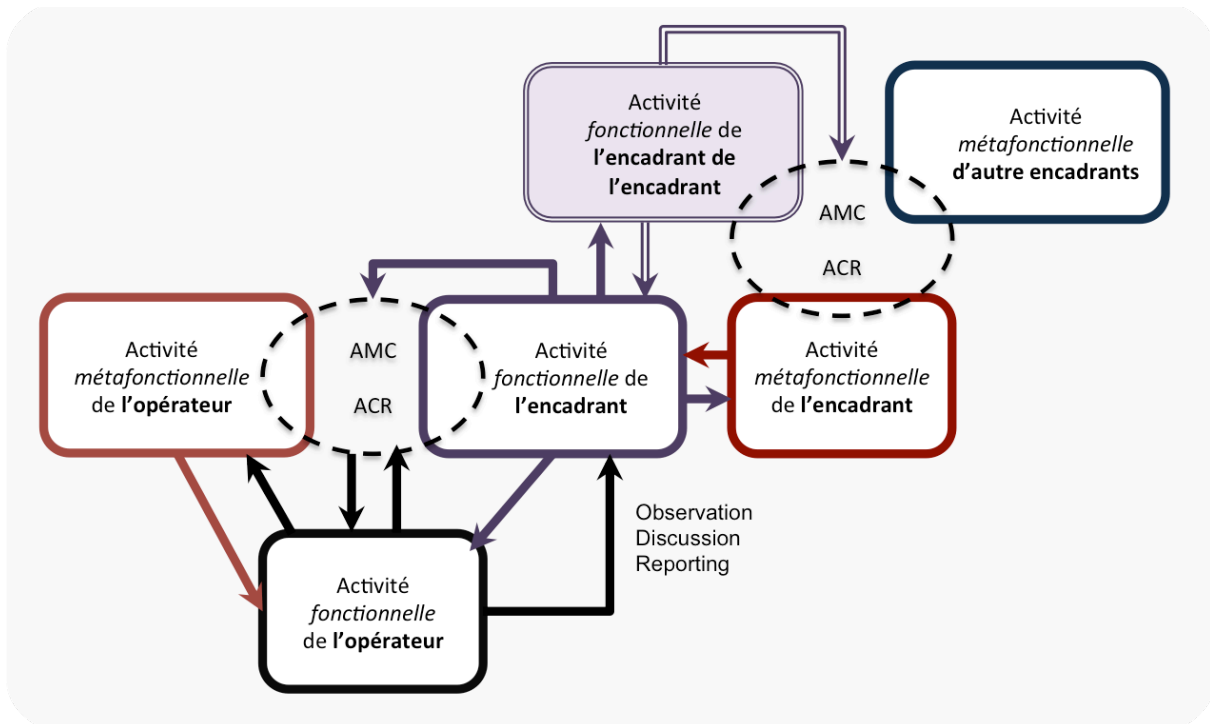 Activité
fonctionnelle de
l'encadrant de
l'encadrant
Activité
métafonctionnelle
d'autre encadrants
AMC
ACR
Activité
métafonctionnelle
de l'opérateur
AMC
ACR
Activité
fonctionnelle de
l'encadrant
Activité
métafonctionnelle
de l'encadrant
Observation
Discussion
Reporting
Activité
fonctionnelle
de l'opérateur